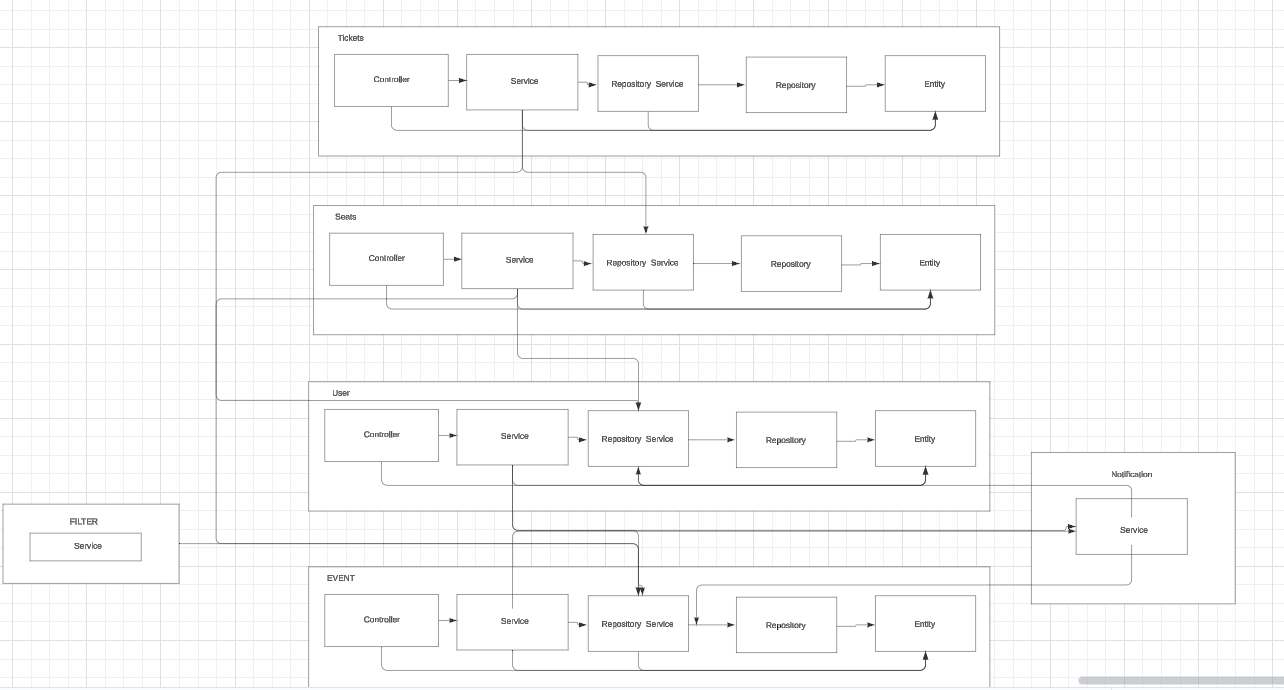 Tickets
Controller
Service
Repository Service
Repository
Entity
Seats
Controller
Service
Repository Service
Repository
Entity
User
Controller
Service
Repository Service
Repository
Entity
Notification
Service
FILTER
Service
EVENT
Controller
Service
Repository Service
Repository
Entity